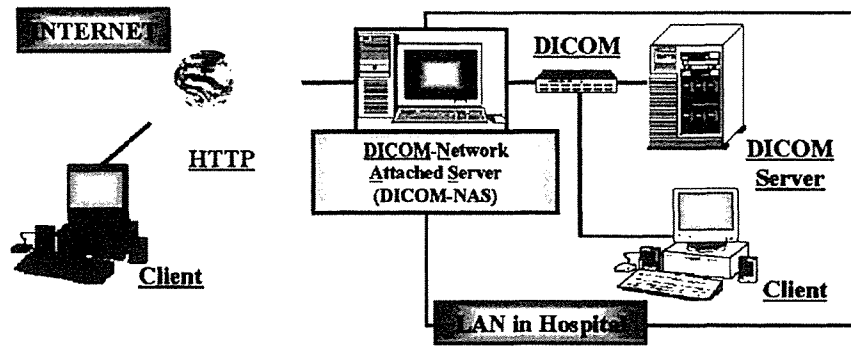 INTERNET
HTTP
Client
DICOM-Network
Attached Server
(DICOM-NAS)
DICOM
DICOM
Server
Client
LAN in Hospital